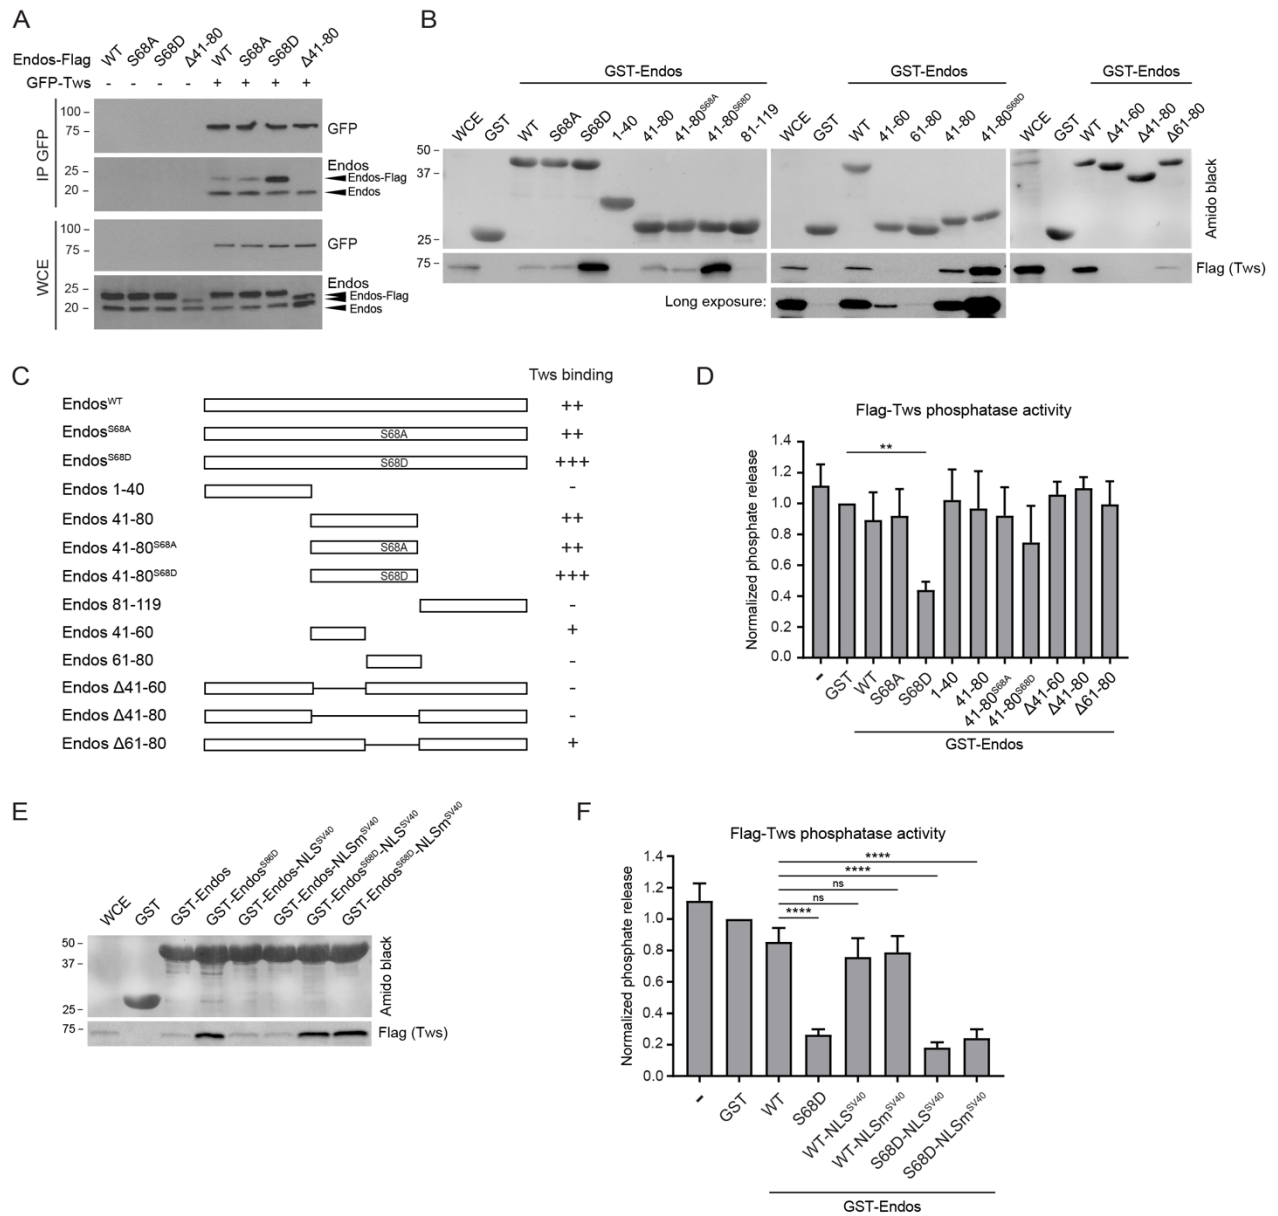 A
Endos-Flag WT S68A S68D Δ41-80 WT S68A S68D Δ41-80
GFP-Tws - - - - + + + +
IP GFP
100 –
75 –
GFP
25 –
20 –
Endos
Endos-Flag
Endos
WCE
100 –
75 –
GFP
25 –
20 –
Endos
Endos-Flag
Endos
B
GST-Endos GST-Endos GST-Endos
WCE GST WT S68A S68D 1-40 41-80 41-80S68A 41-80S68D 81-119
WCE GST WT 41-60 61-80 41-80 41-80S68D
WCE GST WT Δ41-60 Δ41-80 Δ61-80
50 –
37 –
25 –
Amido black
75 –
Flag (Tws)
Long exposure:
C
Tws binding
EndosWT ++
EndosS68A S68A ++
EndosS68D S68D +++
Endos 1-40 -
Endos 41-80 ++
Endos 41-80S68A S68A ++
Endos 41-80S68D S68D +++
Endos 81-119 -
Endos 41-60 +
Endos 61-80 -
Endos Δ41-60 -
Endos Δ41-80 -
Endos Δ61-80 +
D
Flag-Tws phosphatase activity
Normalized phosphate release
1.4
1.2
1.0
0.8
0.6
0.4
0.2
0.0
**
- GST WT S68A S68D 1-40 41-80 41-80S68A 41-80S68D Δ41-60 Δ41-80 Δ61-80
GST-Endos
E
WCE GST GST-Endos GST-EndosS86D GST-Endos-NLSSV40 GST-Endos-NLSmSV40 GST-EndosS68D-NLSSV40 GST-EndosS68D-NLSmSV40
50 –
37 –
25 –
Amido black
75 –
Flag (Tws)
F
Flag-Tws phosphatase activity
Normalized phosphate release
1.4
1.2
1.0
0.8
0.6
0.4
0.2
0.0
****
****
ns
ns
****
- GST WT S68D WT-NLSSV40 WT-NLSmSV40 S68D-NLSSV40 S68D-NLSmSV40
GST-Endos